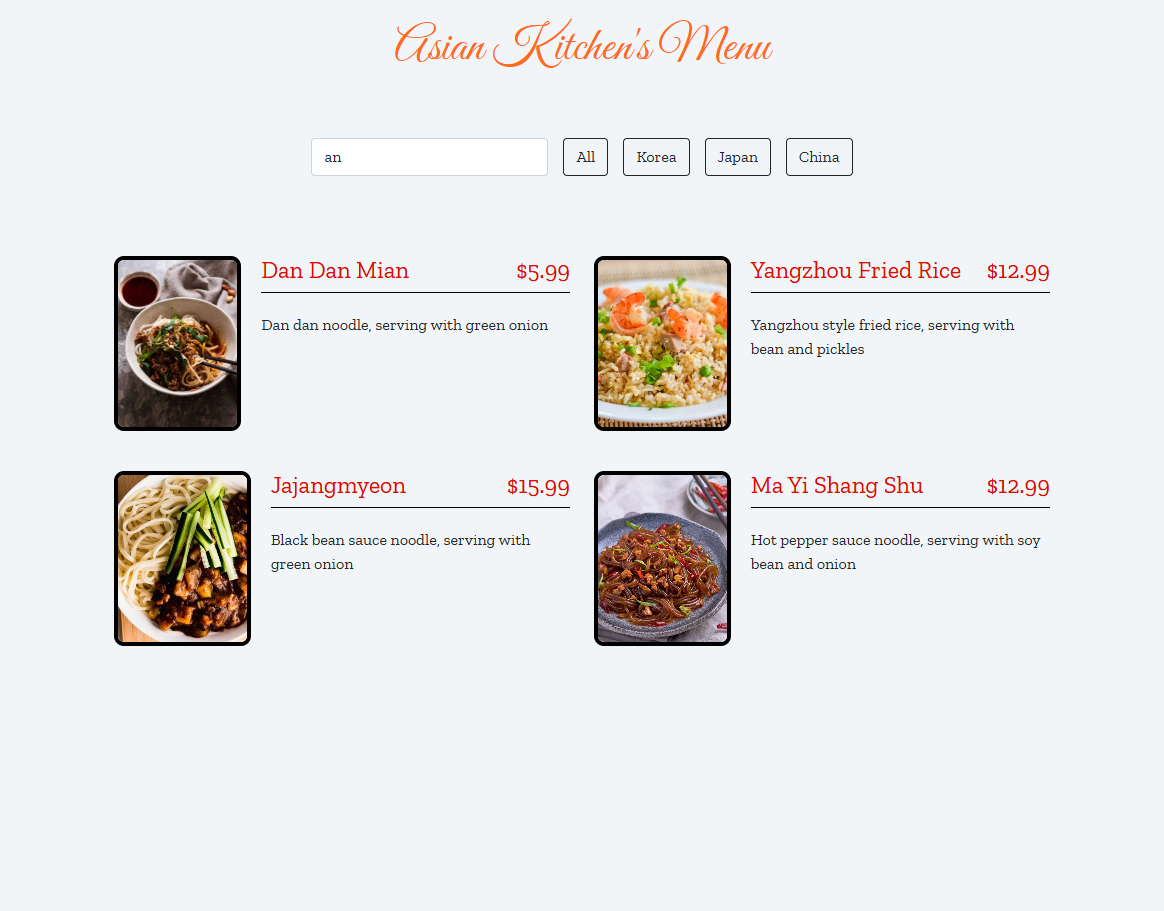 Asian Kitchen's Menu
an
All
Korea
Japan
China
Dan Dan Mian
$5.99
Dan dan noodle, serving with green onion
Yangzhou Fried Rice
$12.99
Yangzhou style fried rice, serving with
bean and pickles
Jajangmyeon
$15.99
Black bean sauce noodle, serving with
green onion
Ma Yi Shang Shu
$12.99
Hot pepper sauce noodle, serving with soy
bean and onion